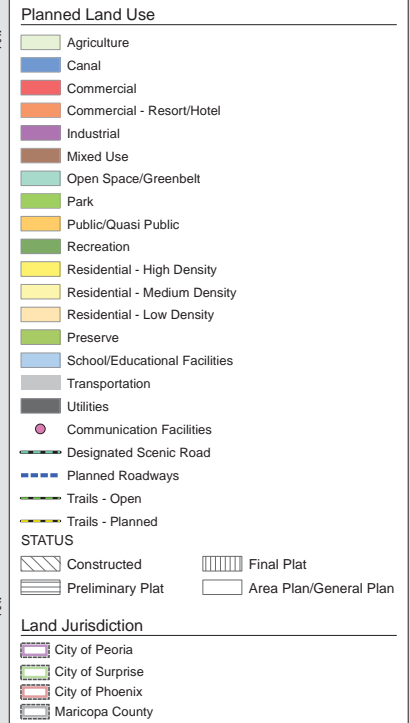 Planned Land Use
Agriculture
Canal
Commercial
Commercial - Resort/Hotel
Industrial
Mixed Use
Open Space/Greenbelt
Park
Public/Quasi Public
Recreation
Residential - High Density
Residential - Medium Density
Residential - Low Density
Preserve
School/Educational Facilities
Transportation
Utilities
Communication Facilities
Designated Scenic Road
Planned Roadways
Trails - Open
Trails - Planned
STATUS
Constructed Final Plat
Preliminary Plat Area Plan/General Plan
Land Jurisdiction
City of Peoria
City of Surprise
City of Phoenix
Maricopa County